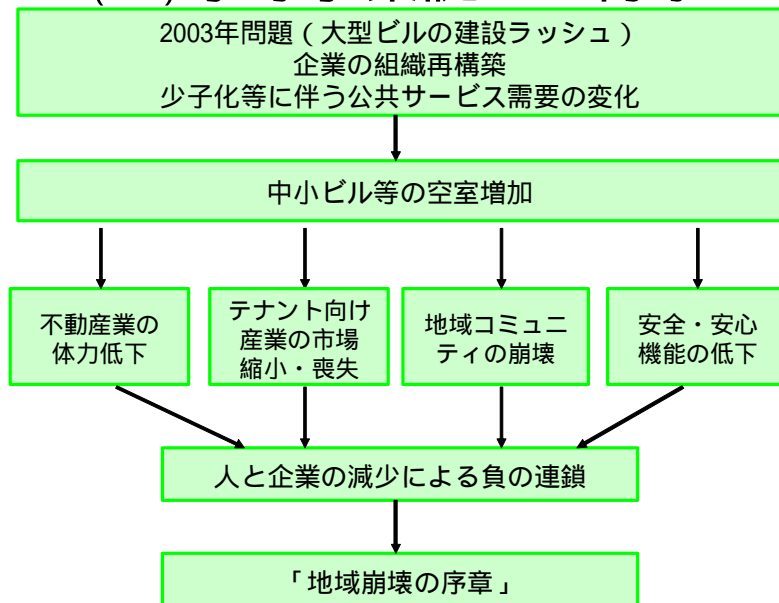 2003年問題（大型ビルの建設ラッシュ）
企業の組織再構築
少子化等に伴う公共サービス需要の変化
中小ビル等の空室増加
不動産業の
体力低下
テナント向け
産業の市場
縮小・喪失
地域コミュニ
ティの崩壊
安全・安心
機能の低下
人と企業の減少による負の連鎖
「地域崩壊の序章」